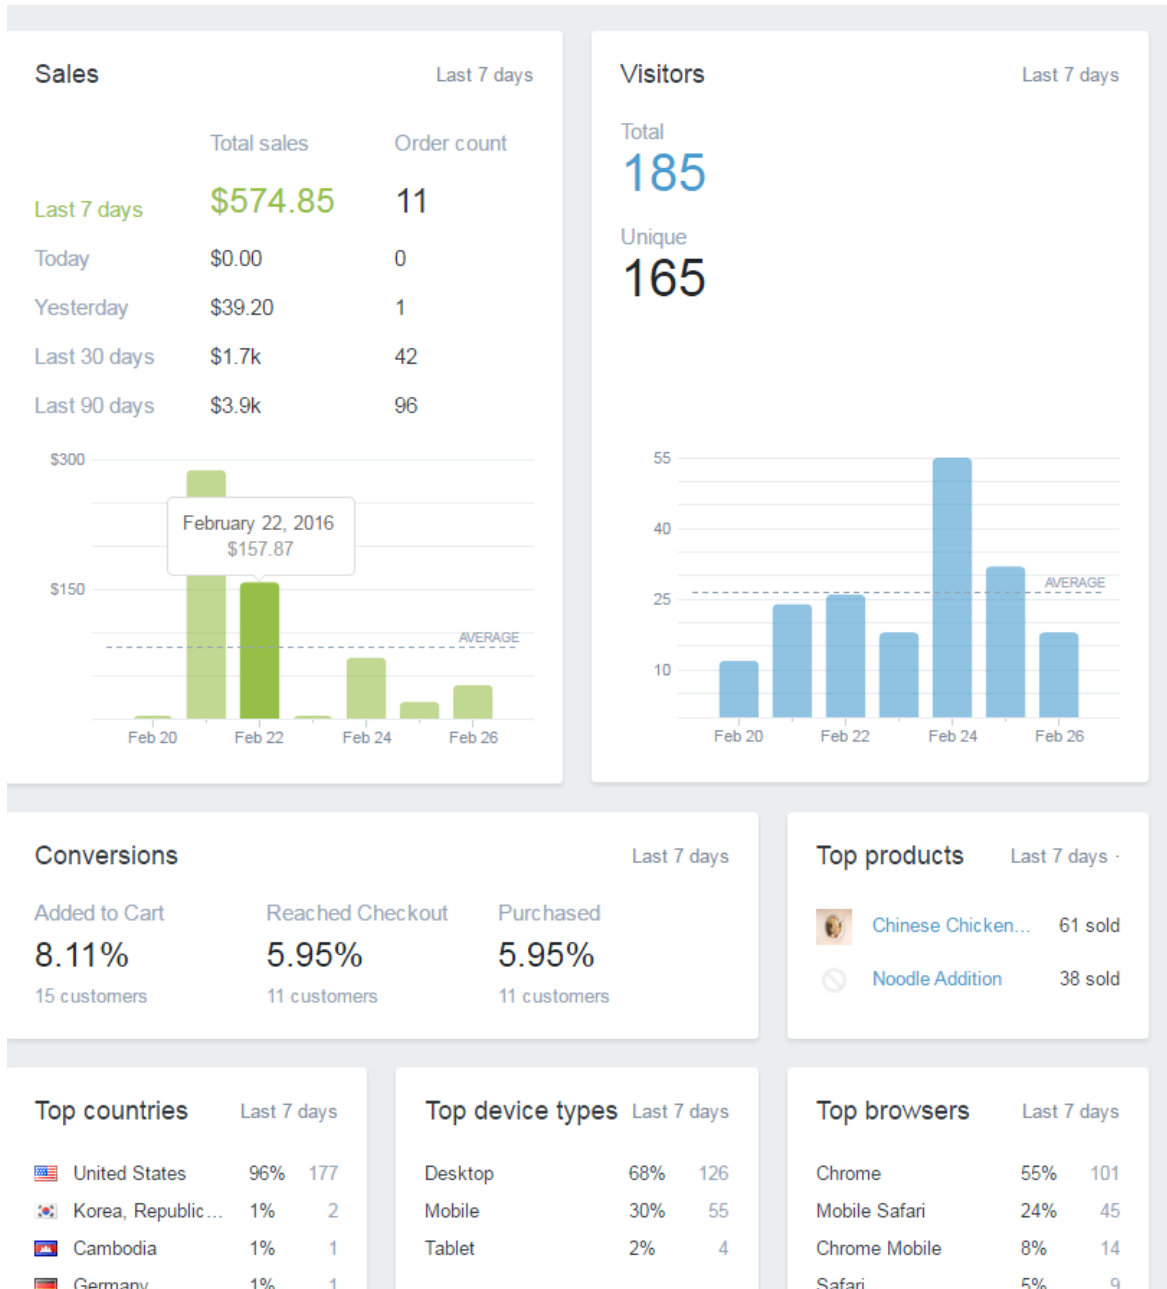 Sales Last 7 days
Total sales Order count
Last 7 days $574.85 11
Today $0.00 0
Yesterday $39.20 1
Last 30 days $1.7k 42
Last 90 days $3.9k 96
$300
February 22, 2016
$157.87
$150
AVERAGE
Feb 20 Feb 22 Feb 24 Feb 26
Visitors Last 7 days
Total
185
Unique
165
55
40
AVERAGE
25
10
Feb 20 Feb 22 Feb 24 Feb 26
Conversions Last 7 days
Added to Cart Reached Checkout Purchased
8.11% 5.95% 5.95%
15 customers 11 customers 11 customers
Top products Last 7 days ·
Chinese Chicken... 61 sold
Noodle Addition 38 sold
Top countries Last 7 days
United States 96% 177
Korea, Republic... 1% 2
Cambodia 1% 1
Germany 1% 1
Top device types Last 7 days
Desktop 68% 126
Mobile 30% 55
Tablet 2% 4
Top browsers Last 7 days
Chrome 55% 101
Mobile Safari 24% 45
Chrome Mobile 8% 14
Safari 5% 9